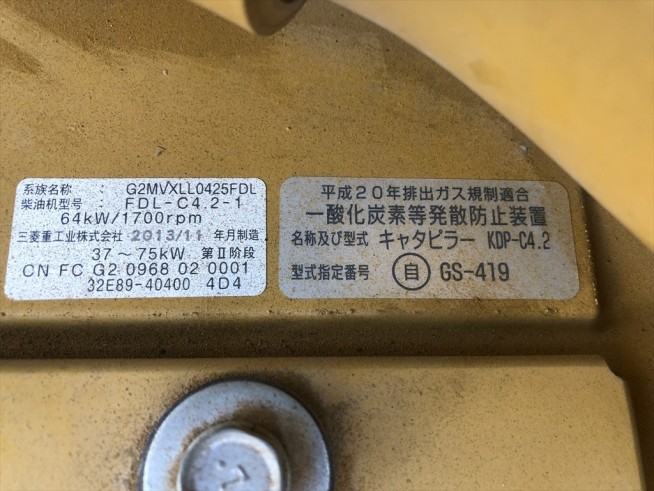 系族名称 : G2MVXLL0425FDL
柴油机型号 : FDL-C4.2-1
64kW/1700rpm
三菱重工业株式会社 2013/11 年月制造
37～75kW 第Ⅱ阶段
CN FC G2 0968 02 0001
32E89-40400 4D4
平成20年排出ガス規制適合
一酸化炭素等発散防止装置
名称及び型式 キャタピラー KDP-C4.2
型式指定番号 自 GS-419